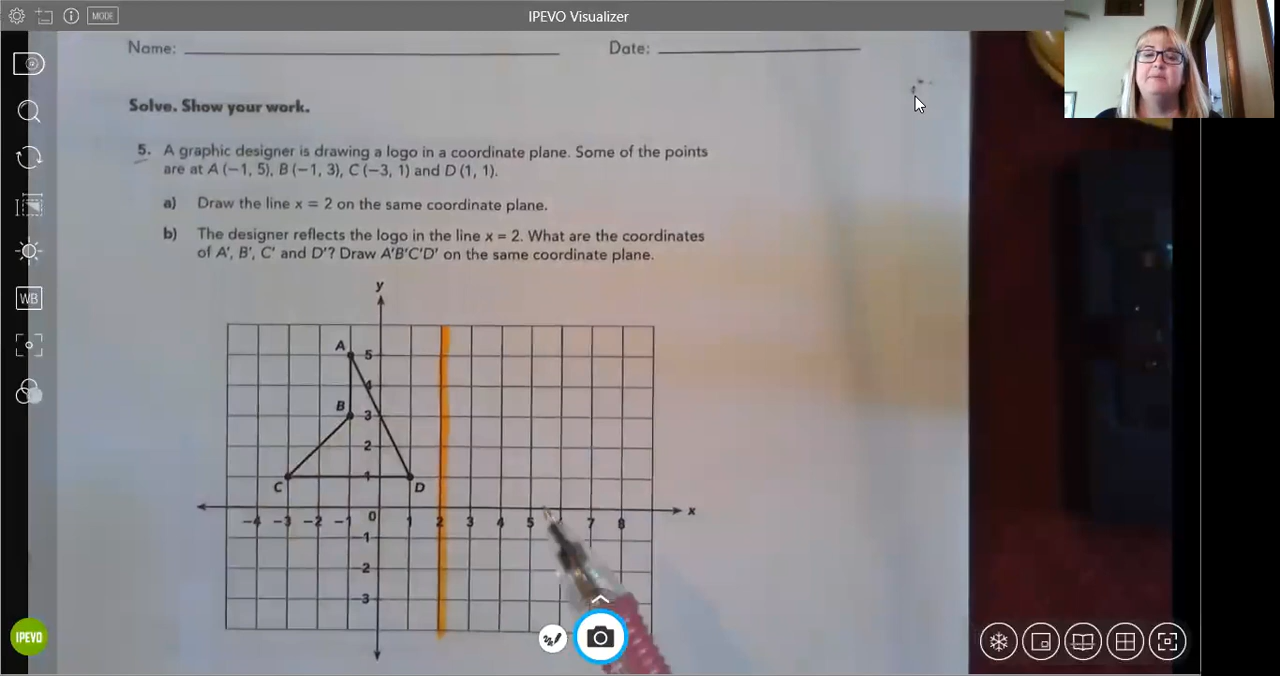 MODE
IPEVO Visualizer
Name:
Date:
WB
Solve. Show your work.
5. A graphic designer is drawing a logo in a coordinate plane. Some of the points
are at A (−1, 5), B (−1, 3), C (−3, 1) and D (1, 1).
a) Draw the line x = 2 on the same coordinate plane.
b) The designer reflects the logo in the line x = 2. What are the coordinates
of A′, B′, C′ and D′? Draw A′B′C′D′ on the same coordinate plane.
y
A
5
4
B
3
2
1
C
D
x
−4 −3 −2 −1 0 1 2 3 4 5 7 8
−1
−2
−3
IPEVO